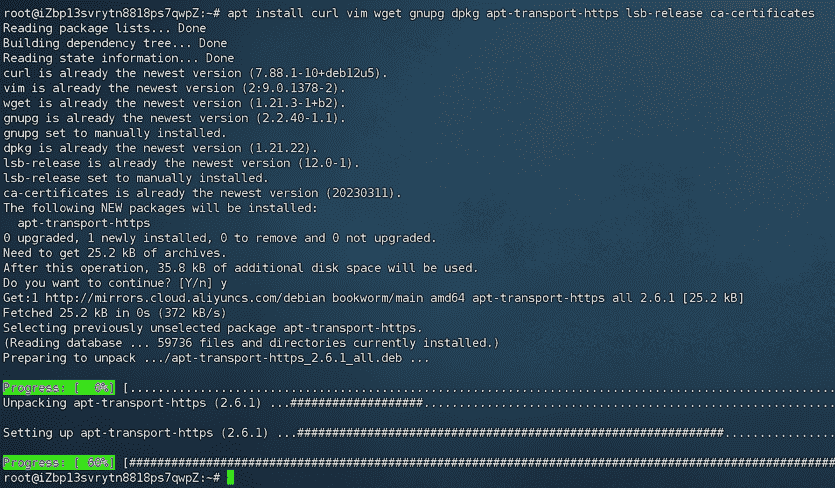 root@iZbp13svrytn8818ps7qwpZ:~# apt install curl vim wget gnupg dpkg apt-transport-https lsb-release ca-certificates
Reading package lists... Done
Building dependency tree... Done
Reading state information... Done
curl is already the newest version (7.88.1-10+deb12u5).
vim is already the newest version (2:9.0.1378-2).
wget is already the newest version (1.21.3-1+b2).
gnupg is already the newest version (2.2.40-1.1).
gnupg set to manually installed.
dpkg is already the newest version (1.21.22).
lsb-release is already the newest version (12.0-1).
lsb-release set to manually installed.
ca-certificates is already the newest version (20230311).
The following NEW packages will be installed:
  apt-transport-https
0 upgraded, 1 newly installed, 0 to remove and 0 not upgraded.
Need to get 25.2 kB of archives.
After this operation, 35.8 kB of additional disk space will be used.
Do you want to continue? [Y/n] y
Get:1 http://mirrors.cloud.aliyuncs.com/debian bookworm/main amd64 apt-transport-https all 2.6.1 [25.2 kB]
Fetched 25.2 kB in 0s (372 kB/s)
Selecting previously unselected package apt-transport-https.
(Reading database ... 59736 files and directories currently installed.)
Preparing to unpack .../apt-transport-https_2.6.1_all.deb ...
Progress: [  0%] [.....................................................................................................
Unpacking apt-transport-https (2.6.1) ...###################...........................................................
Setting up apt-transport-https (2.6.1) ...#############################################################................
Progress: [ 60%] [#####################################################################################################
root@iZbp13svrytn8818ps7qwpZ:~#